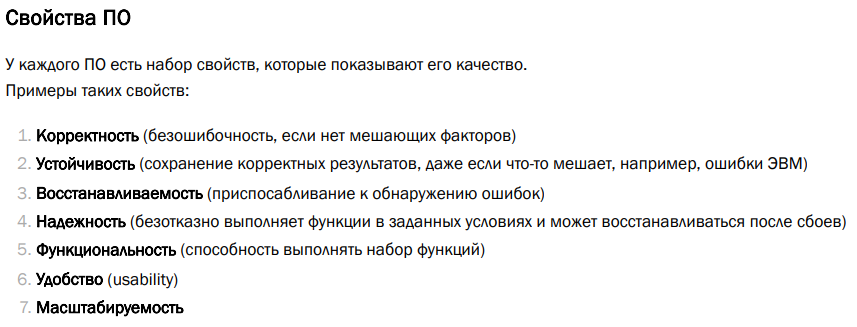 Свойства ПО
У каждого ПО есть набор свойств, которые показывают его качество.
Примеры таких свойств:
1. Корректность (безошибочность, если нет мешающих факторов)
2. Устойчивость (сохранение корректных результатов, даже если что-то мешает, например, ошибки ЭВМ)
3. Восстанавливаемость (приспосабливание к обнаружению ошибок)
4. Надежность (безотказно выполняет функции в заданных условиях и может восстанавливаться после сбоев)
5. Функциональность (способность выполнять набор функций)
6. Удобство (usability)
7. Масштабируемость